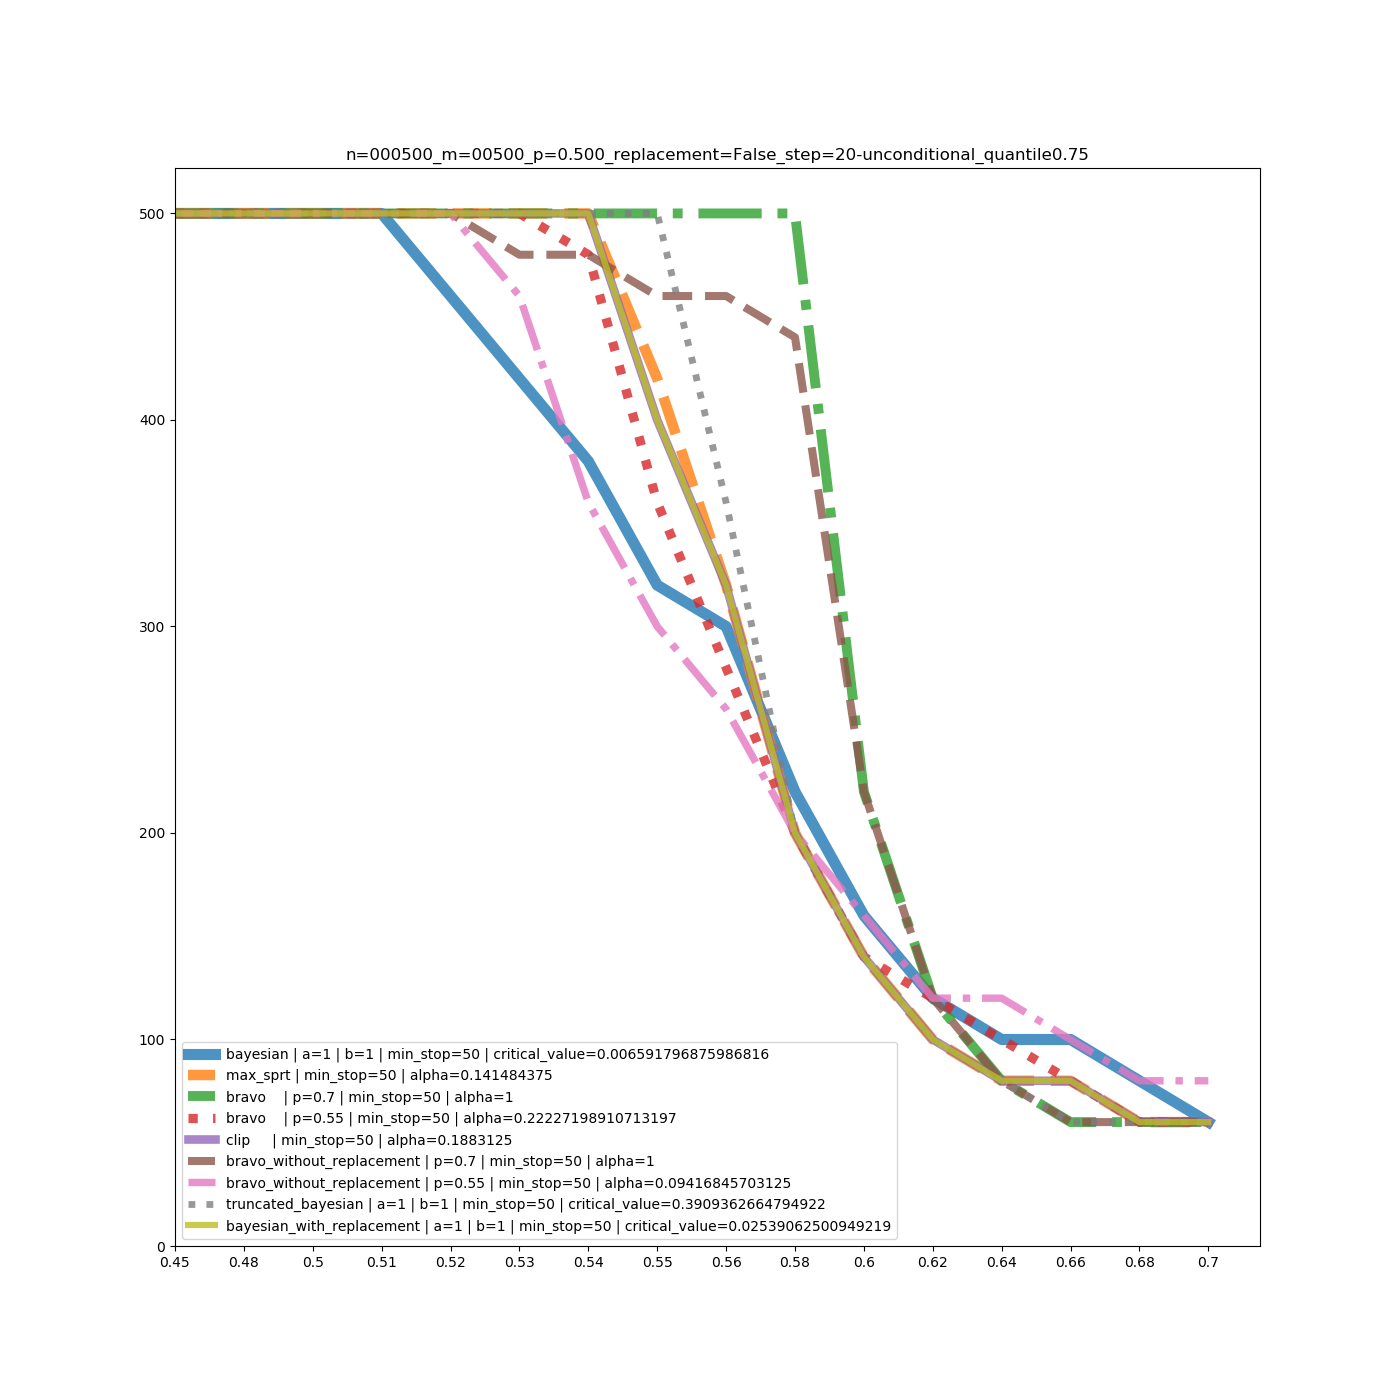 n=000500_m=00500_p=0.500_replacement=False_step=20-unconditional_quantile0.75
500
400
300
200
100
0
bayesian | a=1 | b=1 | min_stop=50 | critical_value=0.006591796875986816
max_sprt | min_stop=50 | alpha=0.141484375
bravo    | p=0.7 | min_stop=50 | alpha=1
bravo    | p=0.55 | min_stop=50 | alpha=0.22227198910713197
clip     | min_stop=50 | alpha=0.1883125
bravo_without_replacement | p=0.7 | min_stop=50 | alpha=1
bravo_without_replacement | p=0.55 | min_stop=50 | alpha=0.09416845703125
truncated_bayesian | a=1 | b=1 | min_stop=50 | critical_value=0.3909362664794922
bayesian_with_replacement | a=1 | b=1 | min_stop=50 | critical_value=0.02539062500949219
0.45 0.48 0.5 0.51 0.52 0.53 0.54 0.55 0.56 0.58 0.6 0.62 0.64 0.66 0.68 0.7